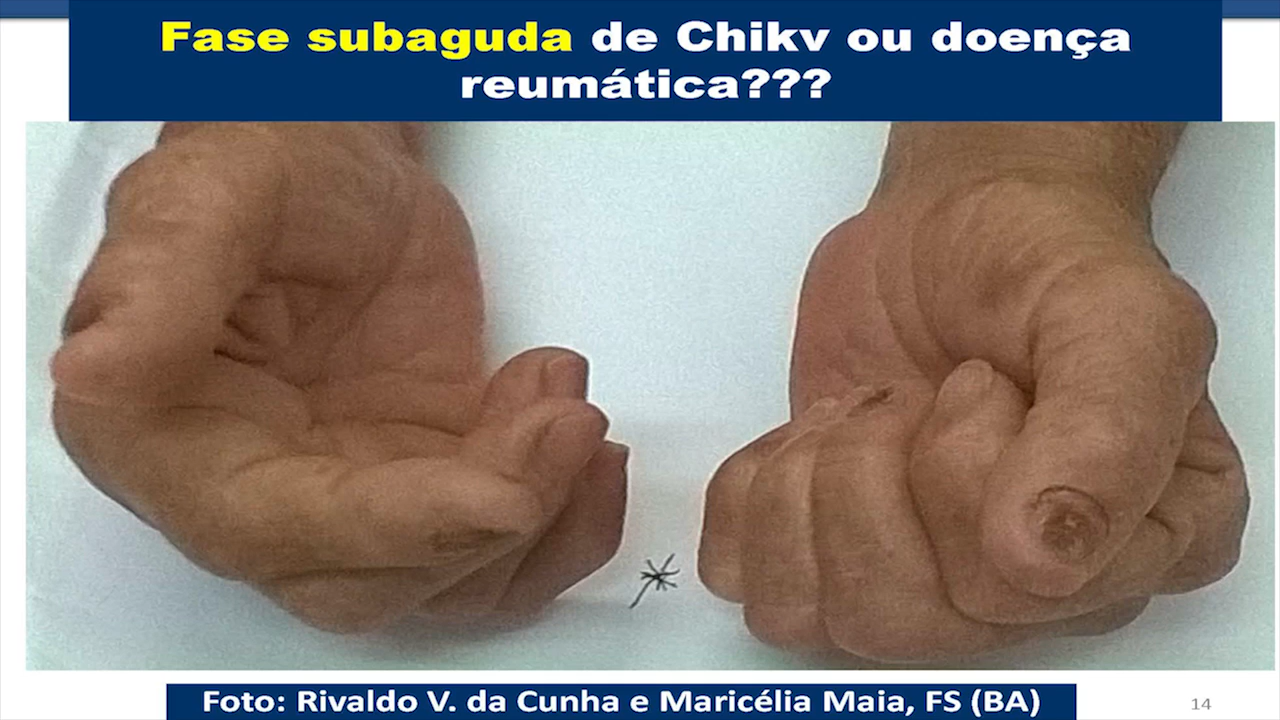 Fase subaguda de Chikv ou doença
reumática???
Foto: Rivaldo V. da Cunha e Maricélia Maia, FS (BA)
14